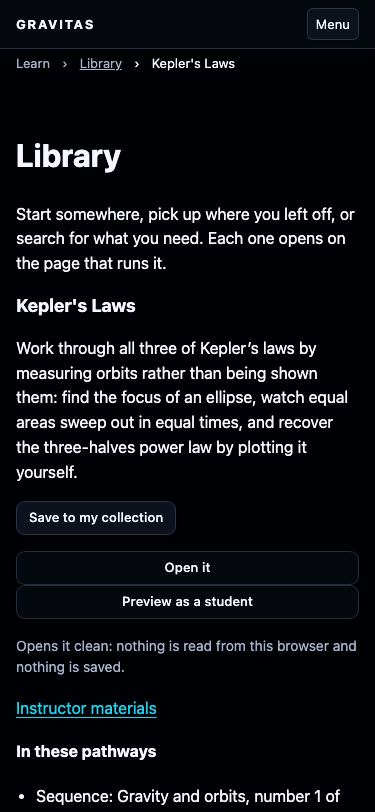 GRAVITAS
Menu
Learn › Library › Kepler's Laws
Library
Start somewhere, pick up where you left off, or
search for what you need. Each one opens on
the page that runs it.
Kepler's Laws
Work through all three of Kepler’s laws by
measuring orbits rather than being shown
them: find the focus of an ellipse, watch equal
areas sweep out in equal times, and recover
the three-halves power law by plotting it
yourself.
Save to my collection
Open it
Preview as a student
Opens it clean: nothing is read from this browser and
nothing is saved.
Instructor materials
In these pathways
• Sequence: Gravity and orbits, number 1 of